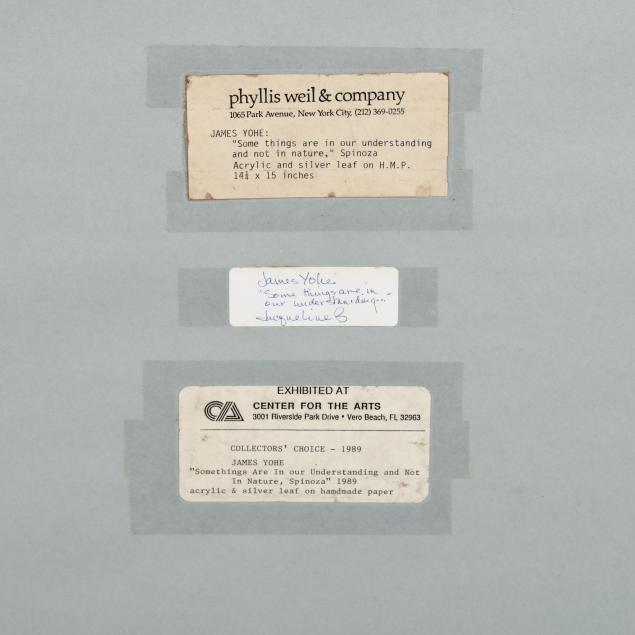 phyllis weil & company
1065 Park Avenue, New York City, (212) 369-0255
JAMES YOHE:
"Some things are in our understanding
and not in nature," Spinoza
Acrylic and silver leaf on H.M.P.
14¼ x 15 inches
James Yohe
"Some things are in
our understanding..."
Jacqueline B
EXHIBITED AT
CA CENTER FOR THE ARTS
3001 Riverside Park Drive • Vero Beach, FL 32963
COLLECTORS' CHOICE - 1989
JAMES YOHE
"Somethings Are In our Understanding and Not
In Nature, Spinoza" 1989
acrylic & silver leaf on handmade paper